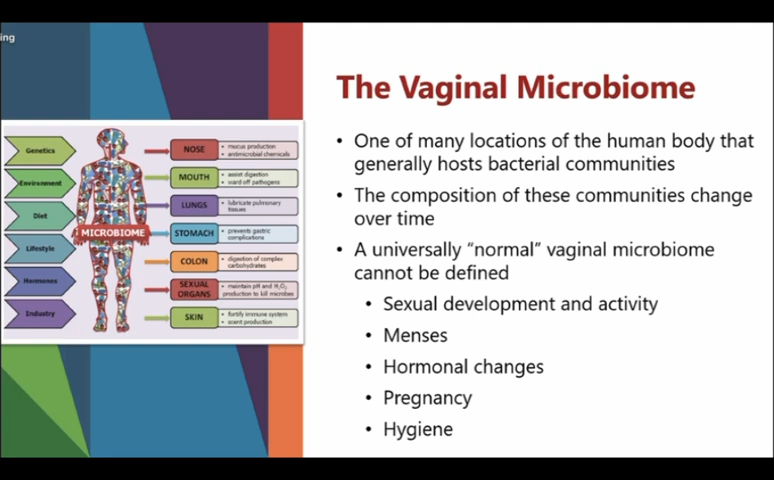 ing
The Vaginal Microbiome
• One of many locations of the human body that
generally hosts bacterial communities
• The composition of these communities change
over time
• A universally “normal” vaginal microbiome
cannot be defined
• Sexual development and activity
• Menses
• Hormonal changes
• Pregnancy
• Hygiene
Genetics
Environment
Diet
Lifestyle
Hormones
Industry
MICROBIOME
NOSE
• mucus production
• antimicrobial chemicals
MOUTH
• assist digestion
• ward off pathogens
LUNGS
• lubricate pulmonary
tissues
STOMACH
• prevents gastric
complications
COLON
• digestion of complex
carbohydrates
SEXUAL
ORGANS
• maintain pH and H₂O₂
production to kill microbes
SKIN
• fortify immune system
• scent production